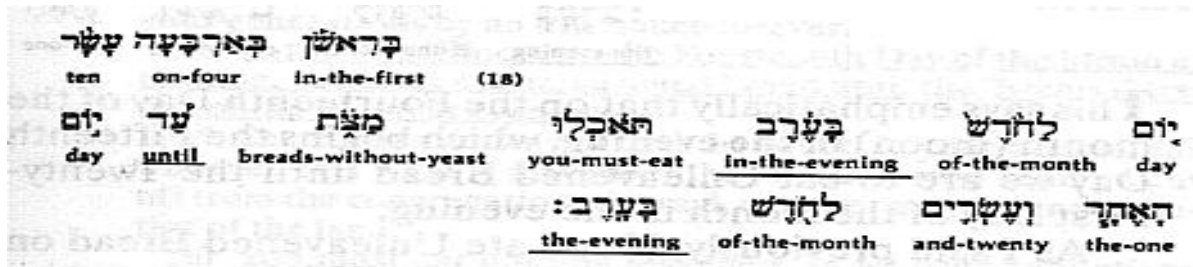 בָּרִאשֹׁן בְּאַרְבָּעָה עָשָׂר
ten on-four in-the-first (18)
יוֹם לַחֹדֶשׁ בָּעֶרֶב תֹּאכְלוּ מַצֹּת עַד יוֹם
day until breads-without-yeast you-must-eat in-the-evening of-the-month day
הָאֶחָד וְעֶשְׂרִים לַחֹדֶשׁ בָּעָרֶב:
the-evening of-the-month and-twenty the-one